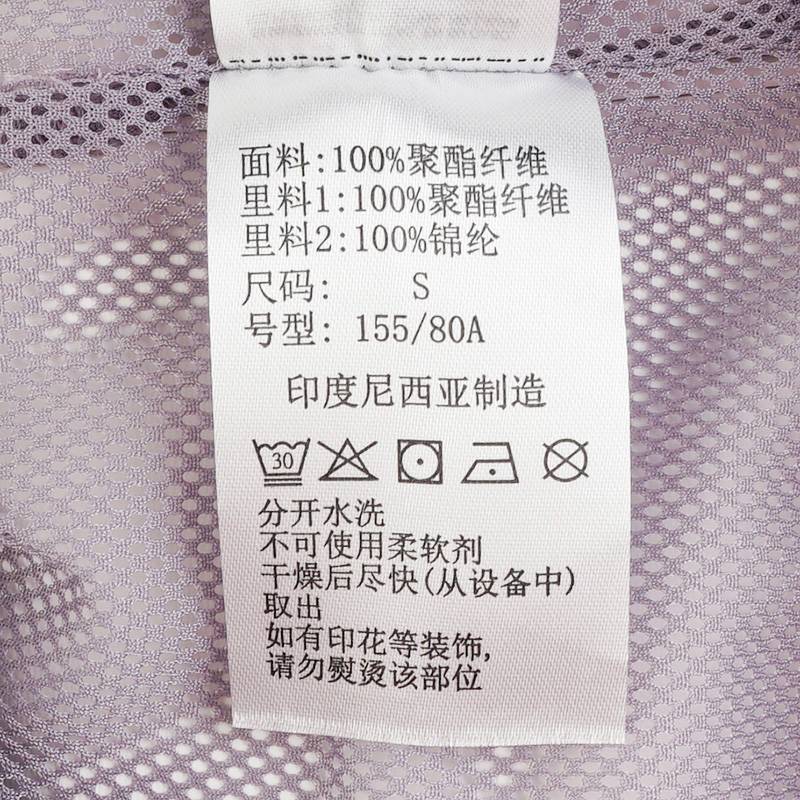 面料:100%聚酯纤维
里料1:100%聚酯纤维
里料2:100%锦纶
尺码: S
号型: 155/80A
印度尼西亚制造
30
分开水洗
不可使用柔软剂
干燥后尽快(从设备中)
取出
如有印花等装饰,
请勿熨烫该部位